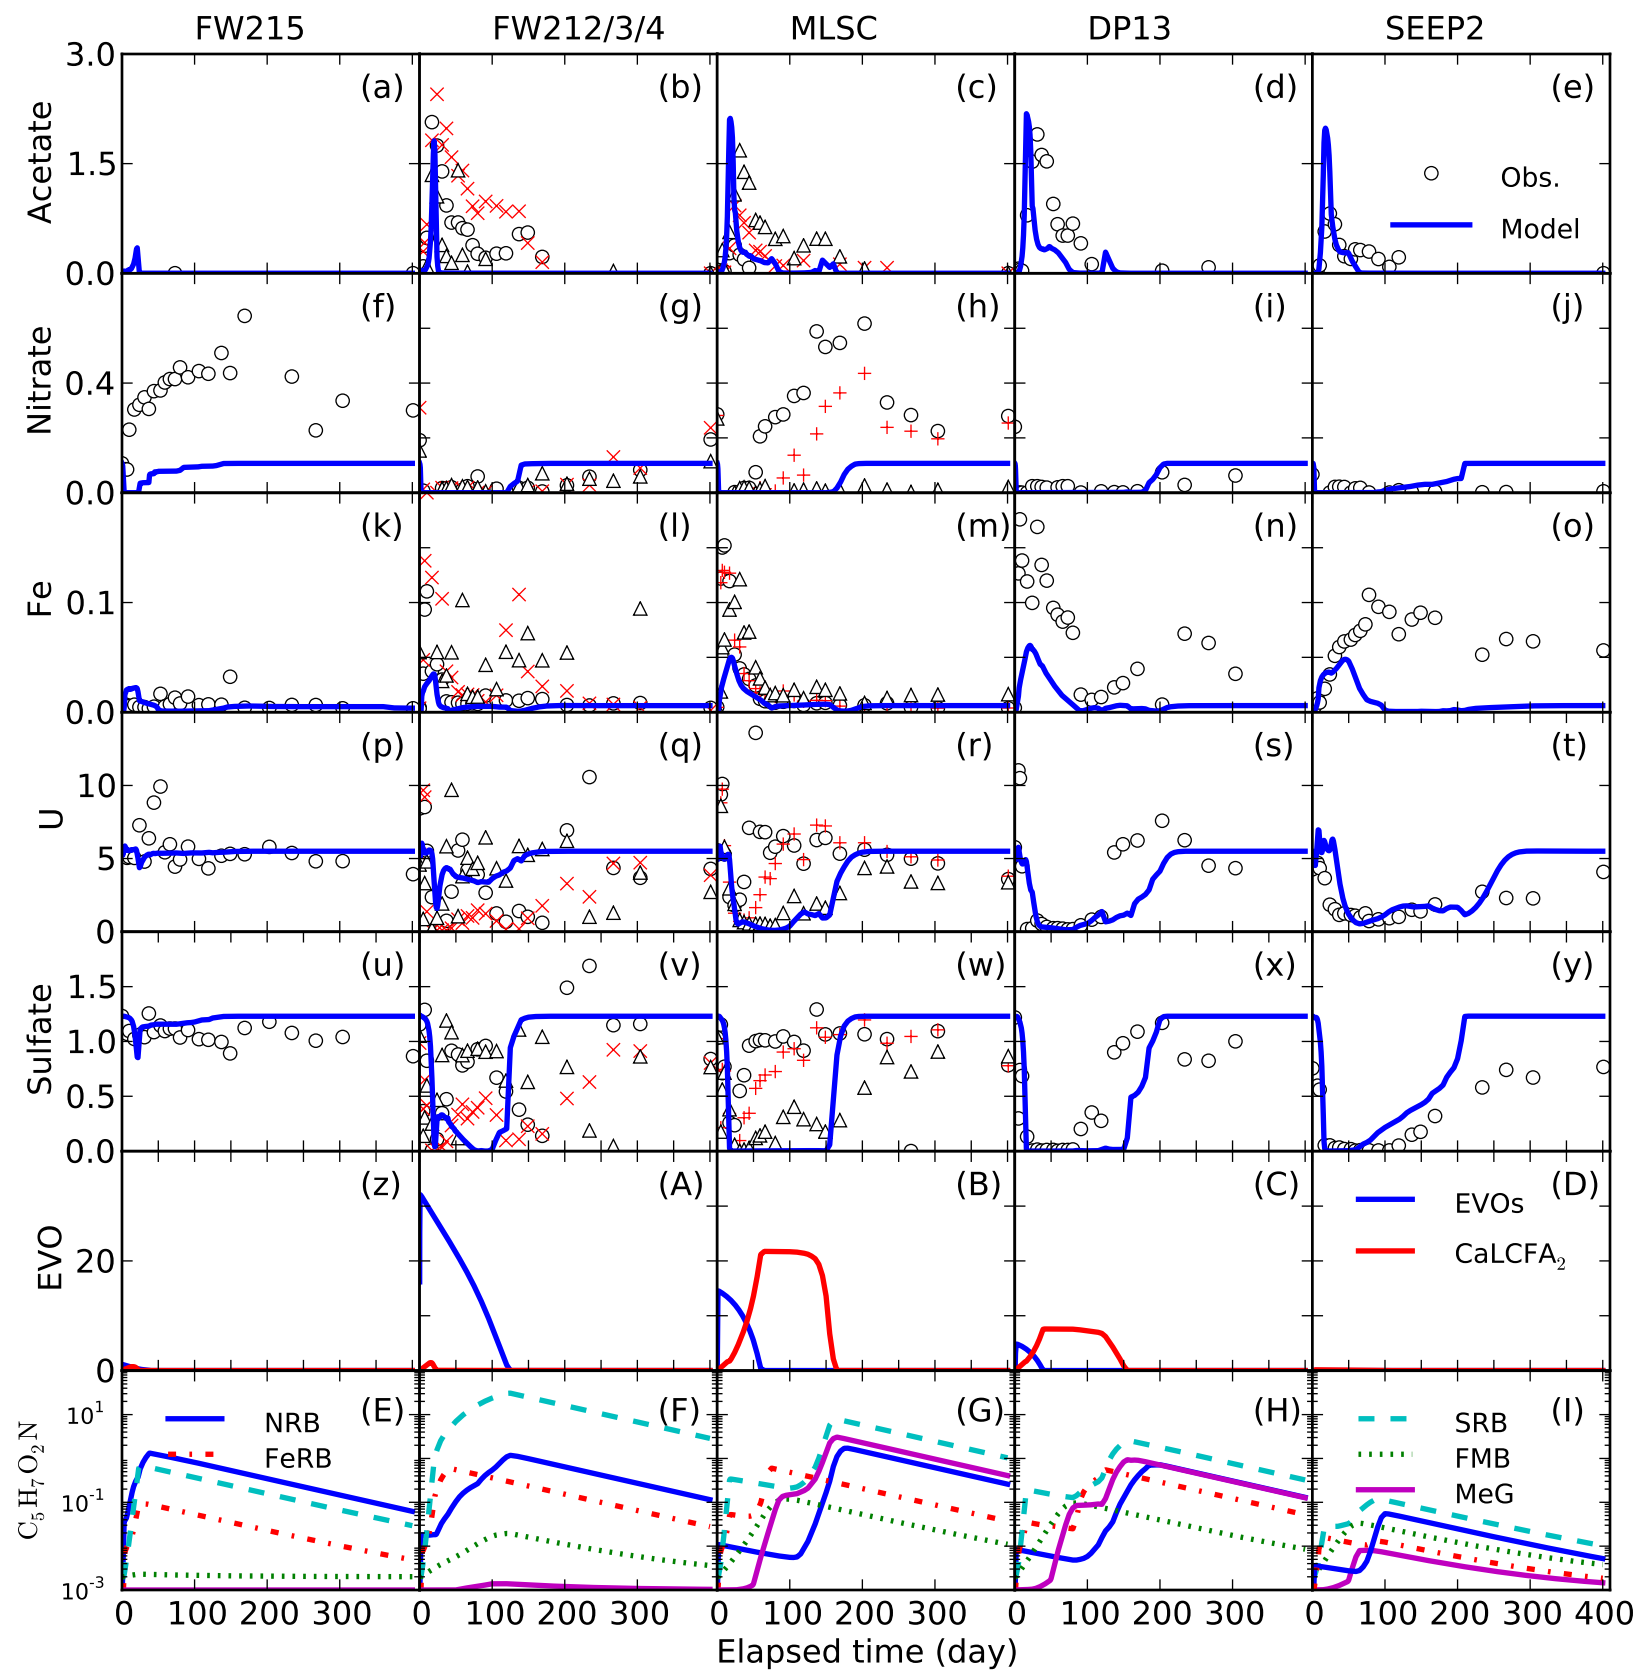 FW215 FW212/3/4 MLSC DP13 SEEP2
3.0 (a) (b) (c) (d) (e)
Acetate
1.5 Obs.
Model
0.0
(f) (g) (h) (i) (j)
Nitrate
0.4
0.0
(k) (l) (m) (n) (o)
Fe
0.1
0.0
(p) (q) (r) (s) (t)
10
U
5
0
(u) (v) (w) (x) (y)
1.5
Sulfate
1.0
0.5
0.0
(z) (A) (B) (C) (D)
EVOs
EVO
20 CaLCFA₂
0
(E) (F) (G) (H) (I)
10¹ NRB SRB
FeRB FMB
C₅H₇O₂N
10⁻¹ MeG
10⁻³
0 100 200 300 0 100 200 300 0 100 200 300 0 100 200 300 0 100 200 300 400
Elapsed time (day)